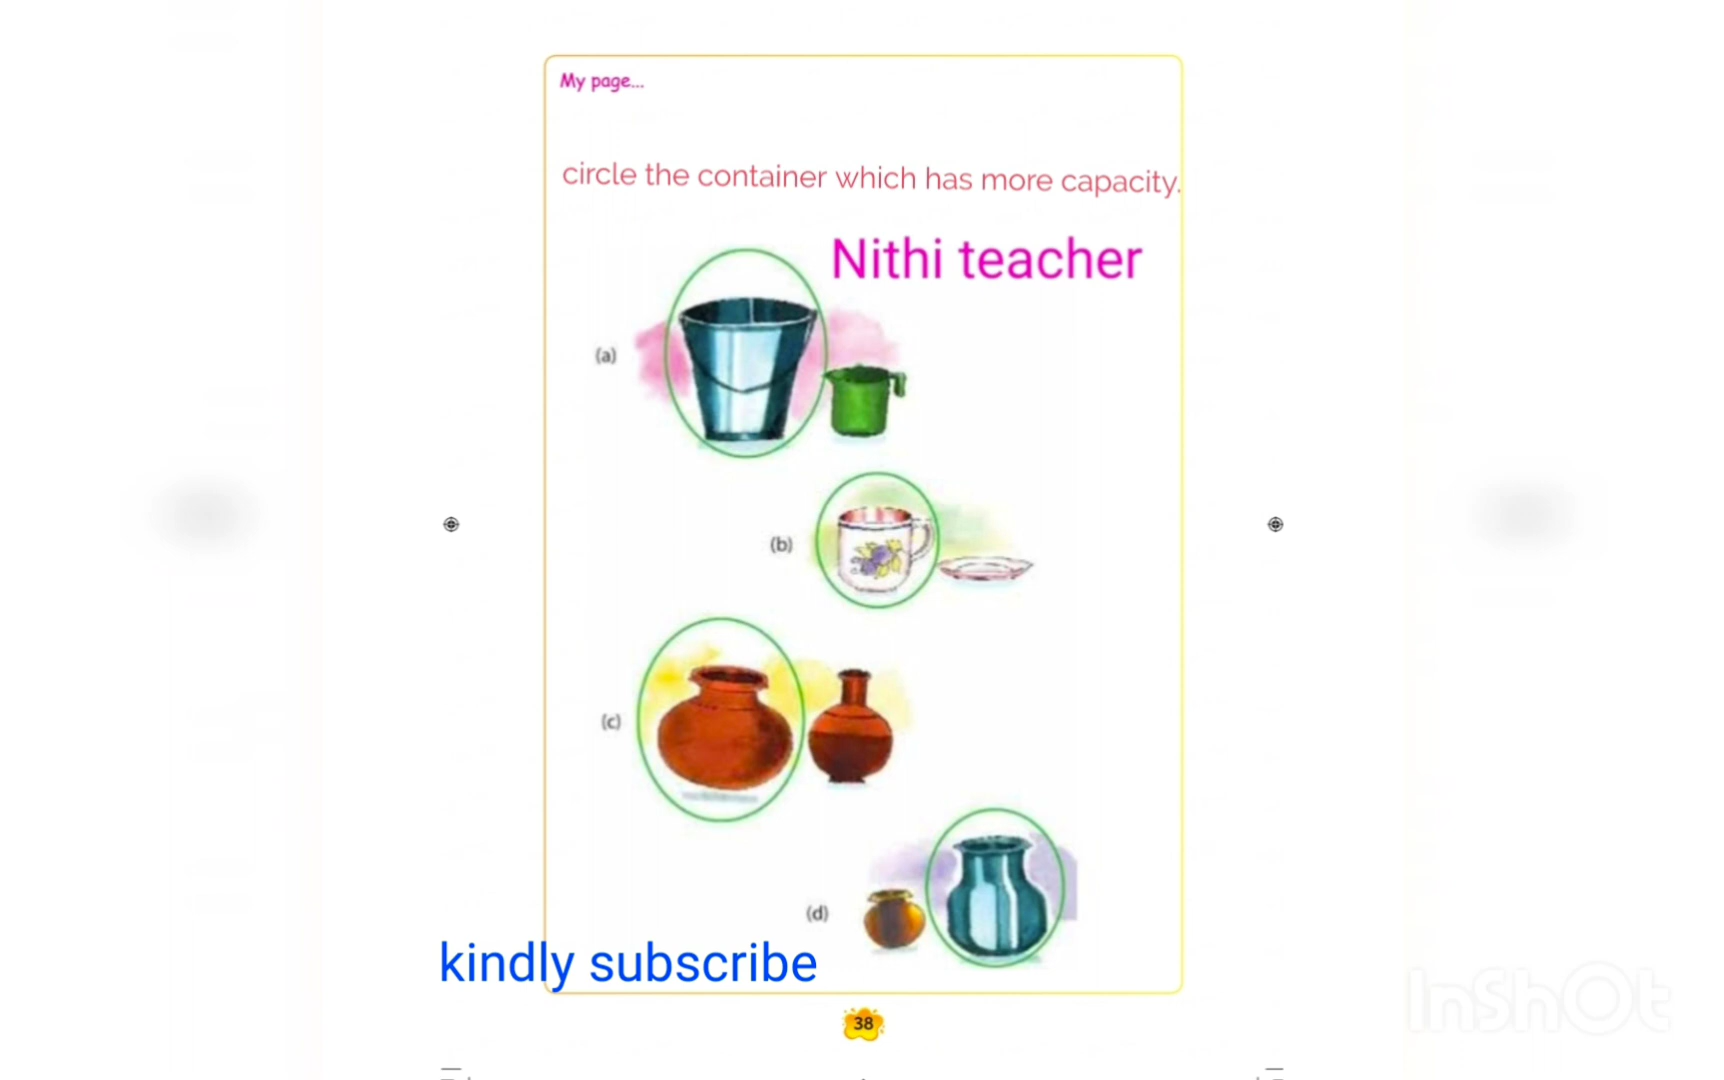 My page...
circle the container which has more capacity.
Nithi teacher
(a)
(b)
(c)
(d)
kindly subscribe
38
InShOt